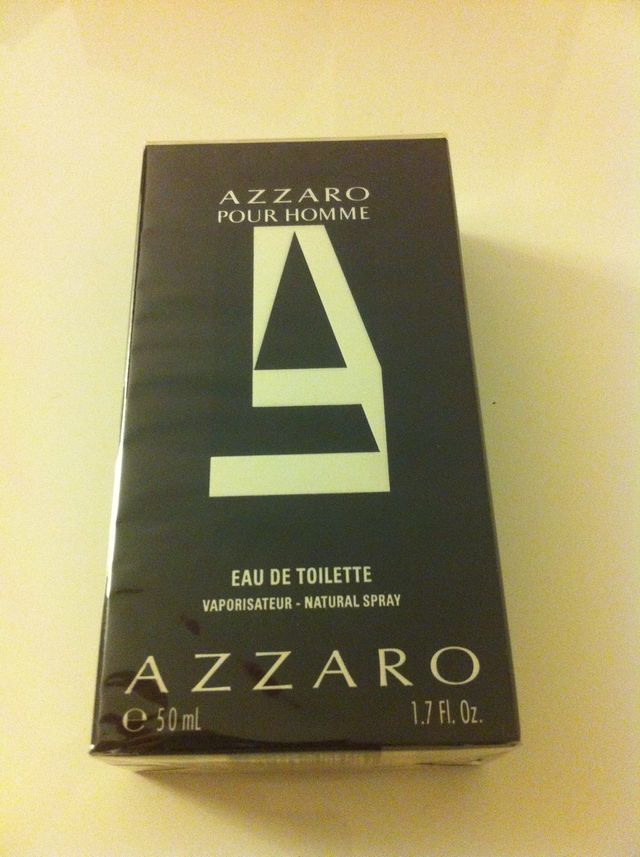 AZZARO
POUR HOMME
EAU DE TOILETTE
VAPORISATEUR - NATURAL SPRAY
AZZARO
℮ 50 mL 1.7 Fl. Oz.